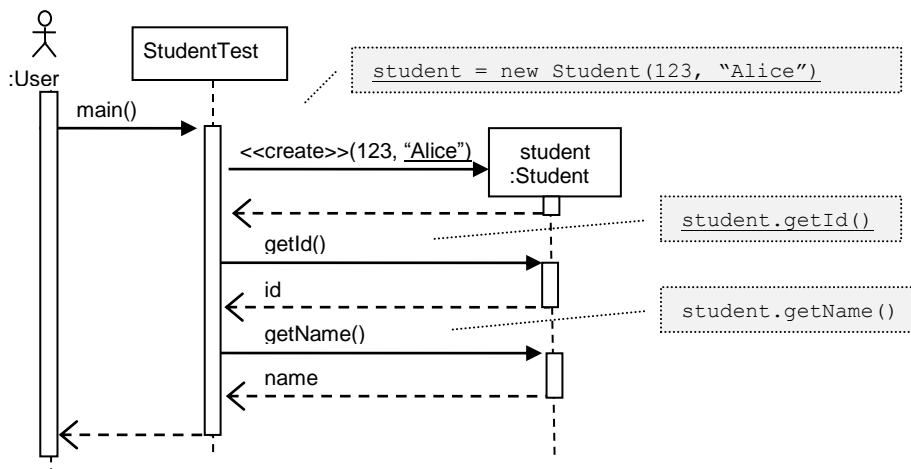 StudentTest
:User
student = new Student(123, “Alice”)
main()
<<create>>(123, “Alice”)
student
:Student
student.getId()
getId()
id
student.getName()
getName()
name